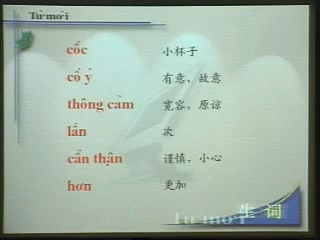 Từ mới
cốc 小杯子
cố ý 有意，故意
thông cảm 宽容，原谅
lần 次
cẩn thận 谨慎，小心
hơn 更加
生 词
Từ mới